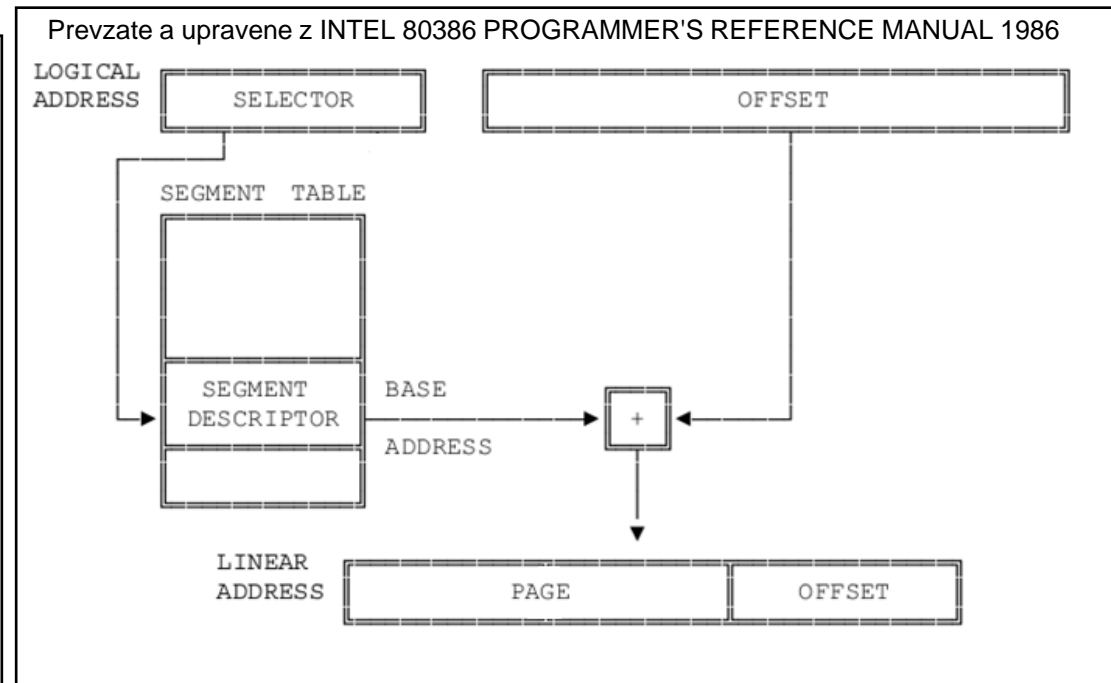 Prevzate a upravene z INTEL 80386 PROGRAMMER'S REFERENCE MANUAL 1986
LOGICAL
ADDRESS
SELECTOR
OFFSET
SEGMENT TABLE
SEGMENT
DESCRIPTOR
BASE
ADDRESS
+
LINEAR
ADDRESS
PAGE
OFFSET